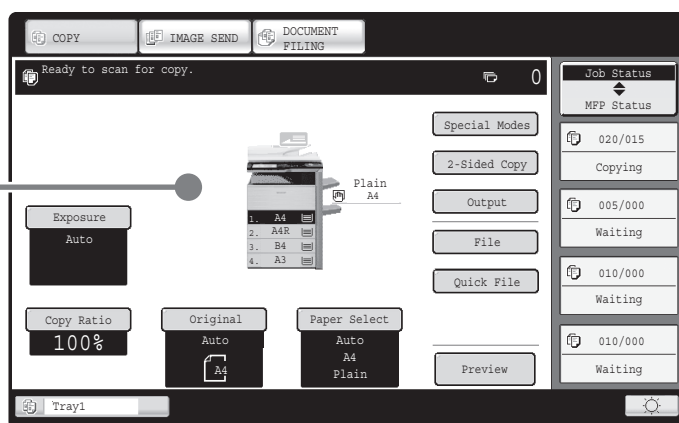 COPY
IMAGE SEND
DOCUMENT
FILING
Ready to scan for copy.
0
Job Status
MFP Status
020/015
Copying
005/000
Waiting
010/000
Waiting
010/000
Waiting
Special Modes
2-Sided Copy
Output
File
Quick File
Preview
Plain
A4
1. A4
2. A4R
3. B4
4. A3
Exposure
Auto
Copy Ratio
100%
Original
Auto
A4
Paper Select
Auto
A4
Plain
Tray1